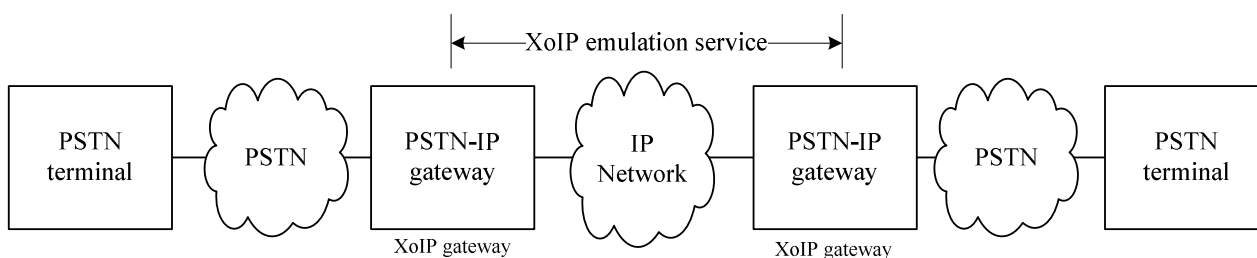 XoIP emulation service
PSTN
terminal
PSTN
PSTN-IP
gateway
IP
Network
PSTN-IP
gateway
PSTN
PSTN
terminal
XoIP gateway
XoIP gateway